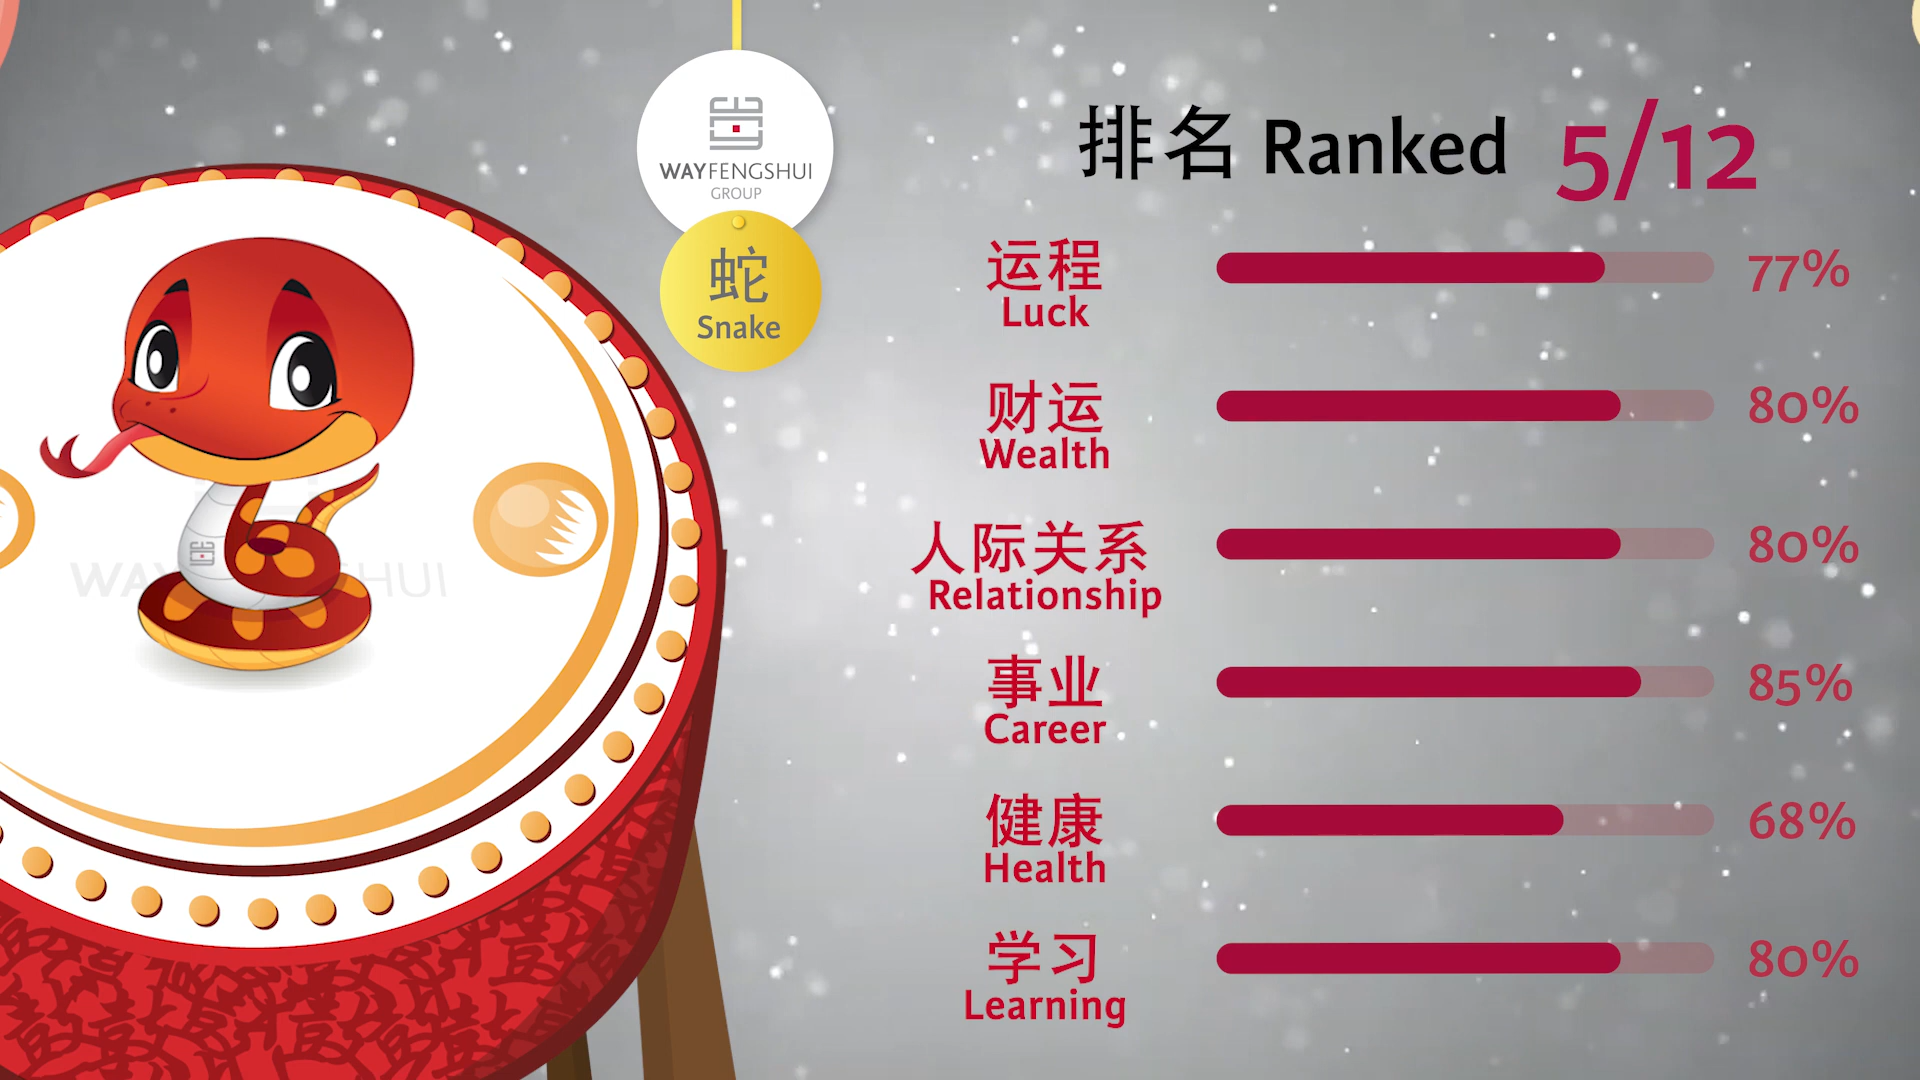 WAYFENGSHUI
GROUP
蛇
Snake
WAYFENGSHUI
排名 Ranked 5/12
运程
Luck
77%
财运
Wealth
80%
人际关系
Relationship
80%
事业
Career
85%
健康
Health
68%
学习
Learning
80%